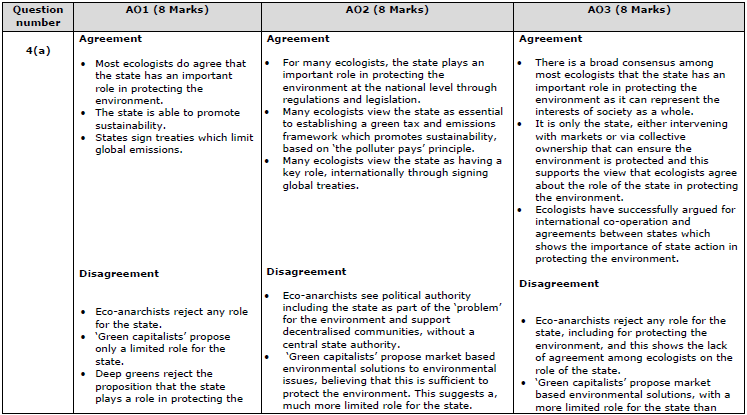 Question
number
AO1 (8 Marks)
AO2 (8 Marks)
AO3 (8 Marks)
4(a)
Agreement
• Most ecologists do agree that
the state has an important
role in protecting the
environment.
• The state is able to promote
sustainability.
• States sign treaties which limit
global emissions.
Disagreement
• Eco-anarchists reject any role
for the state.
• ‘Green capitalists’ propose
only a limited role for the
state.
• Deep greens reject the
proposition that the state
plays a role in protecting the
Agreement
• For many ecologists, the state plays an
important role in protecting the
environment at the national level through
regulations and legislation.
• Many ecologists view the state as essential
to establishing a green tax and emissions
framework which promotes sustainability,
based on ‘the polluter pays’ principle.
• Many ecologists view the state as having a
key role, internationally through signing
global treaties.
Disagreement
• Eco-anarchists see political authority
including the state as part of the ‘problem’
for the environment and support
decentralised communities, without a
central state authority.
• ‘Green capitalists’ propose market based
environmental solutions to environmental
issues, believing that this is sufficient to
protect the environment. This suggests a,
much more limited role for the state.
Agreement
• There is a broad consensus among
most ecologists that the state has an
important role in protecting the
environment as it can represent the
interests of society as a whole.
• It is only the state, either intervening
with markets or via collective
ownership that can ensure the
environment is protected and this
supports the view that ecologists agree
about the role of the state in protecting
the environment.
• Ecologists have successfully argued for
international co-operation and
agreements between states which
shows the importance of state action in
protecting the environment.
Disagreement
• Eco-anarchists reject any role for the
state, including for protecting the
environment, and this shows the lack
of agreement among ecologists on the
role of the state.
• ‘Green capitalists’ propose market
based environmental solutions, with a
more limited role for the state than